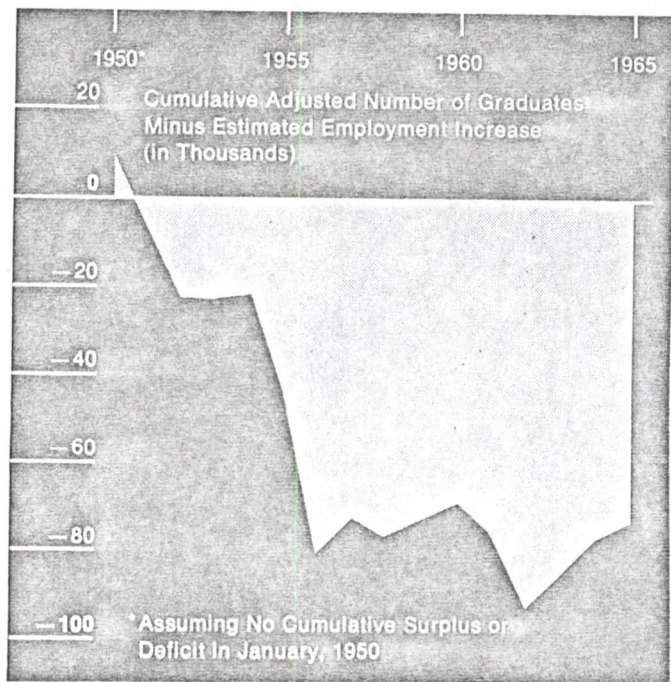 1950* 1955 1960 1965
20
Cumulative Adjusted Number of Graduates
Minus Estimated Employment Increase
(in Thousands)
0
—20
—40
—60
—80
—100
*Assuming No Cumulative Surplus or
Deficit In January, 1950